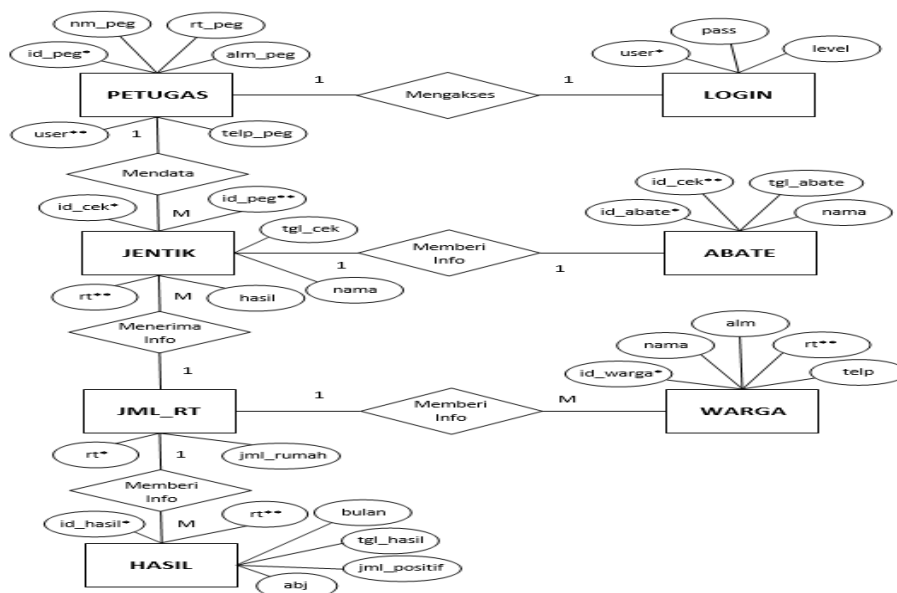 nm_peg
rt_peg
id_peg*
alm_peg
PETUGAS
user**
telp_peg
1
Mengakses
1
pass
user*
level
LOGIN
1
Mendata
M
id_cek*
id_peg**
tgl_cek
JENTIK
rt**
hasil
nama
1
Memberi
Info
1
id_cek**
tgl_abate
id_abate*
nama
ABATE
M
Menerima
Info
1
JML_RT
rt*
jml_rumah
1
Memberi
Info
M
alm
nama
rt**
id_warga*
telp
WARGA
1
Memberi
Info
M
id_hasil*
rt**
bulan
tgl_hasil
jml_positif
abj
HASIL